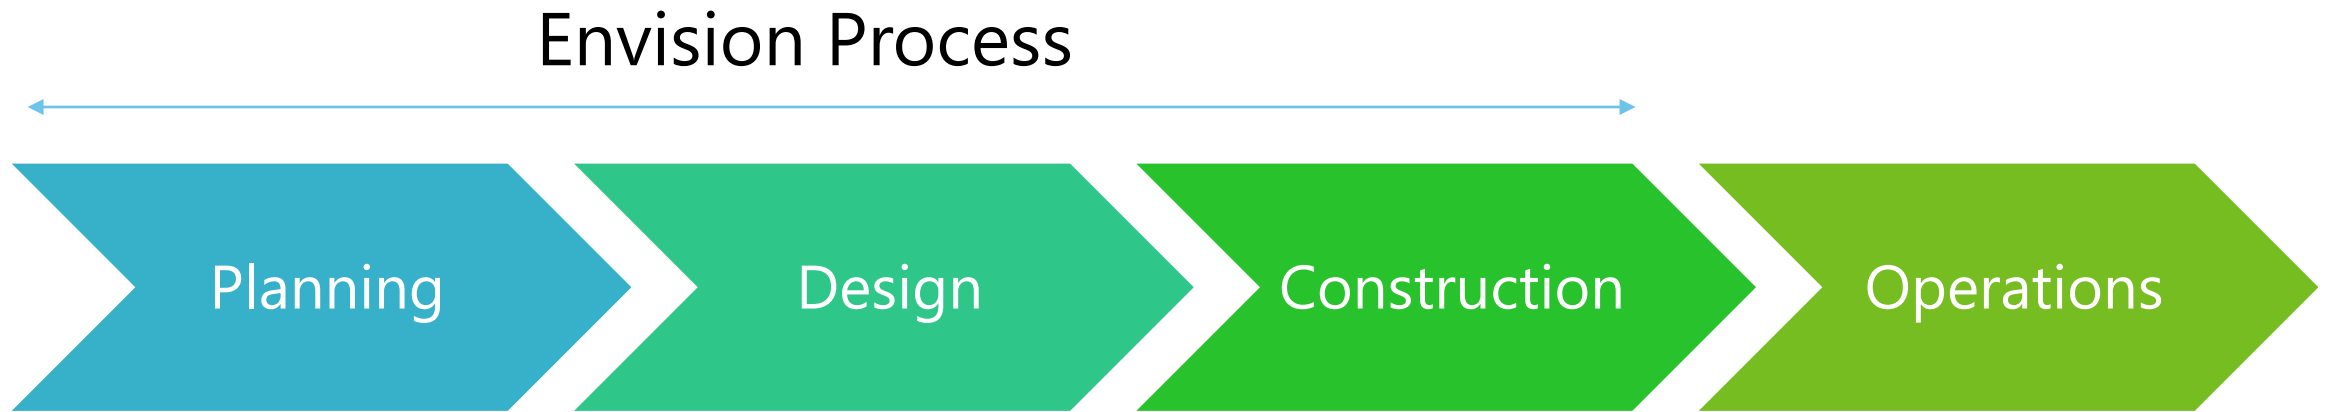 Envision Process
Planning
Design
Construction
Operations